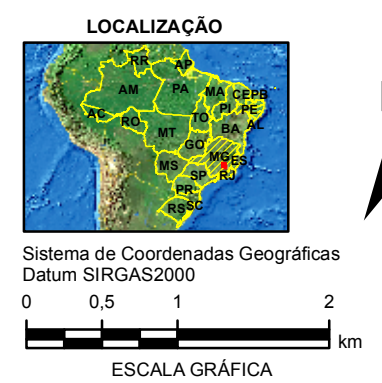 LOCALIZAÇÃO
RR AP
AM PA MA CE PB
PI PE
AC RO TO AL
MT BA
GO
MG ES
MS SP RJ
PR
RS SC
Sistema de Coordenadas Geográficas
Datum SIRGAS2000
0 0,5 1 2
km
ESCALA GRÁFICA